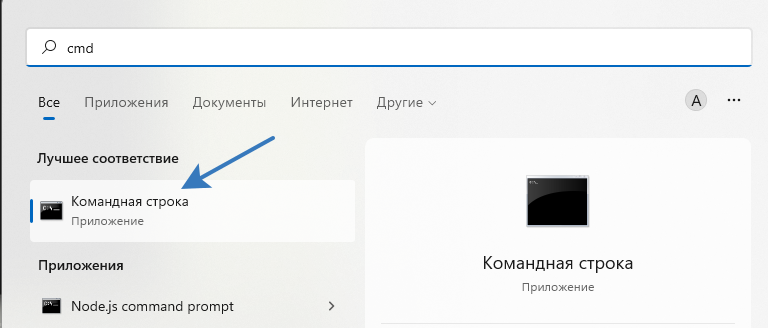 cmd
Все Приложения Документы Интернет Другие A ...
Лучшее соответствие
Командная строка
Приложение
Командная строка
Приложение
Приложения
Node.js command prompt